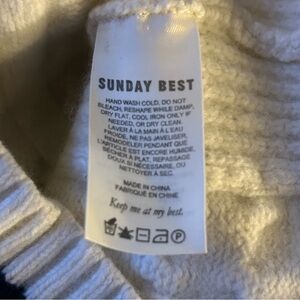 SUNDAY BEST
HAND WASH COLD, DO NOT
BLEACH, RESHAPE WHILE DAMP,
DRY FLAT, COOL IRON ONLY IF
NEEDED, OR DRY CLEAN.
LAVER À LA MAIN À L'EAU
FROIDE, NE PAS JAVELISER,
REMODELER PENDANT QUE
L'ARTICLE EST ENCORE HUMIDE,
SÉCHER À PLAT, REPASSAGE
DOUX SI NÉCESSAIRE, OU
NETTOYER À SEC.
MADE IN CHINA
FABRIQUÉ EN CHINE
Keep me at my best.
P